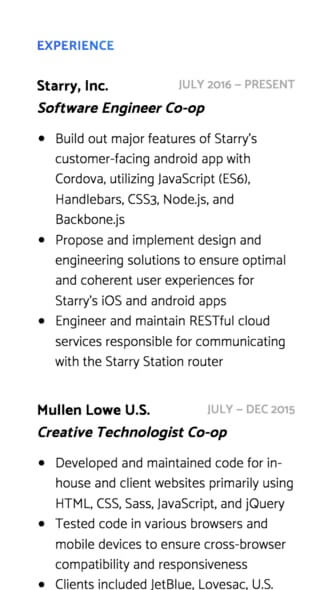 EXPERIENCE
Starry, Inc. JULY 2016 – PRESENT
Software Engineer Co-op
• Build out major features of Starry's
customer-facing android app with
Cordova, utilizing JavaScript (ES6),
Handlebars, CSS3, Node.js, and
Backbone.js
• Propose and implement design and
engineering solutions to ensure optimal
and coherent user experiences for
Starry's iOS and android apps
• Engineer and maintain RESTful cloud
services responsible for communicating
with the Starry Station router
Mullen Lowe U.S. JULY – DEC 2015
Creative Technologist Co-op
• Developed and maintained code for in-
house and client websites primarily using
HTML, CSS, Sass, JavaScript, and jQuery
• Tested code in various browsers and
mobile devices to ensure cross-browser
compatibility and responsiveness
• Clients included JetBlue, Lovesac, U.S.